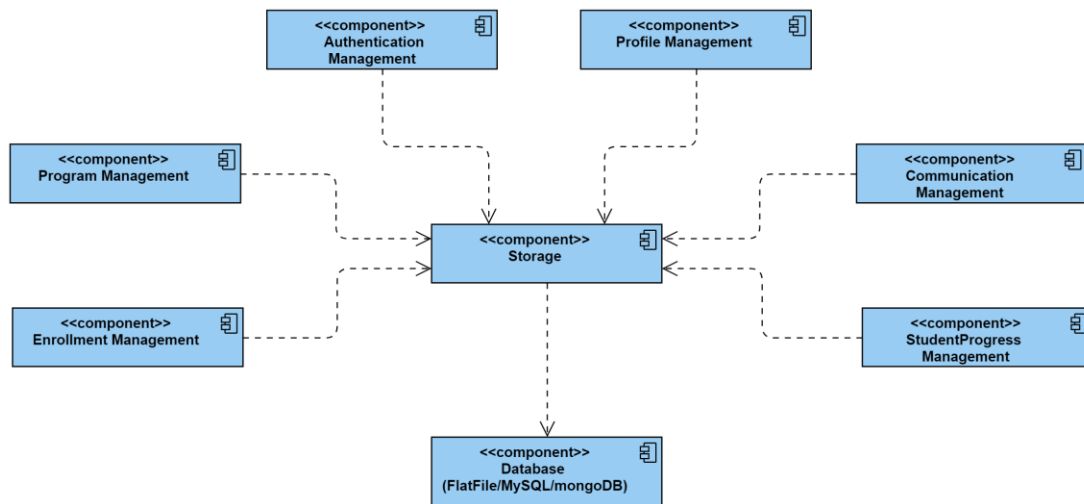 <<component>>
Authentication
Management
<<component>>
Profile Management
<<component>>
Program Management
<<component>>
Communication
Management
<<component>>
Storage
<<component>>
Enrollment Management
<<component>>
StudentProgress
Management
<<component>>
Database
(FlatFile/MySQL/mongoDB)